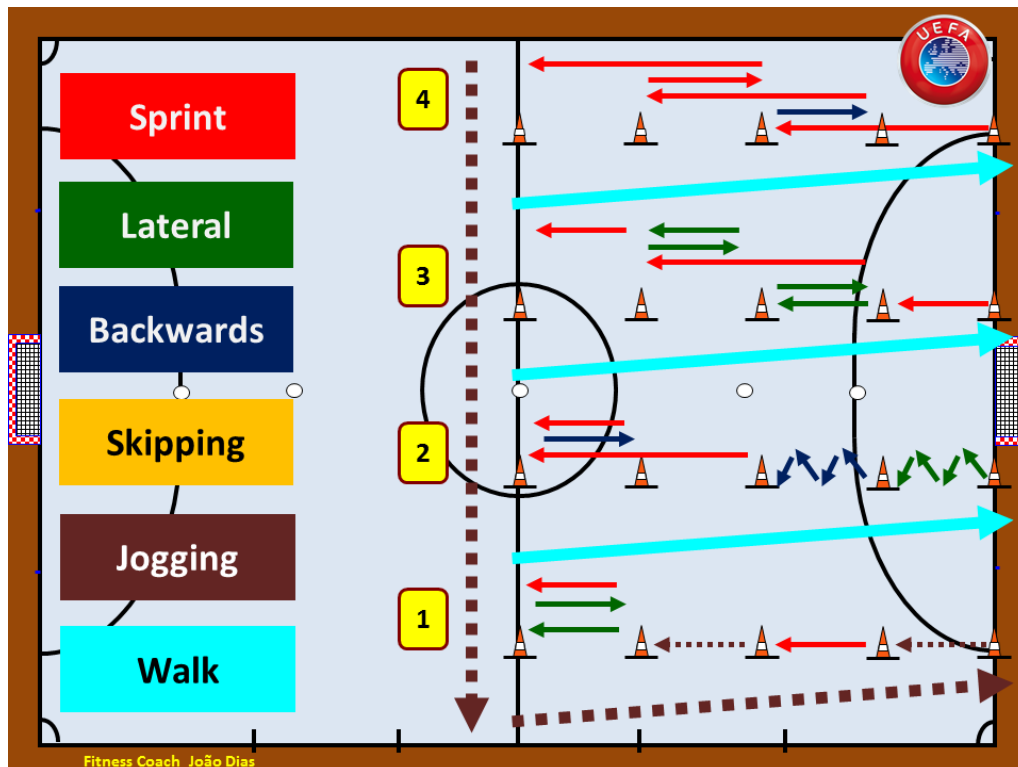 UEFA
Sprint
Lateral
Backwards
Skipping
Jogging
Walk
4
3
2
1
Fitness Coach João Dias